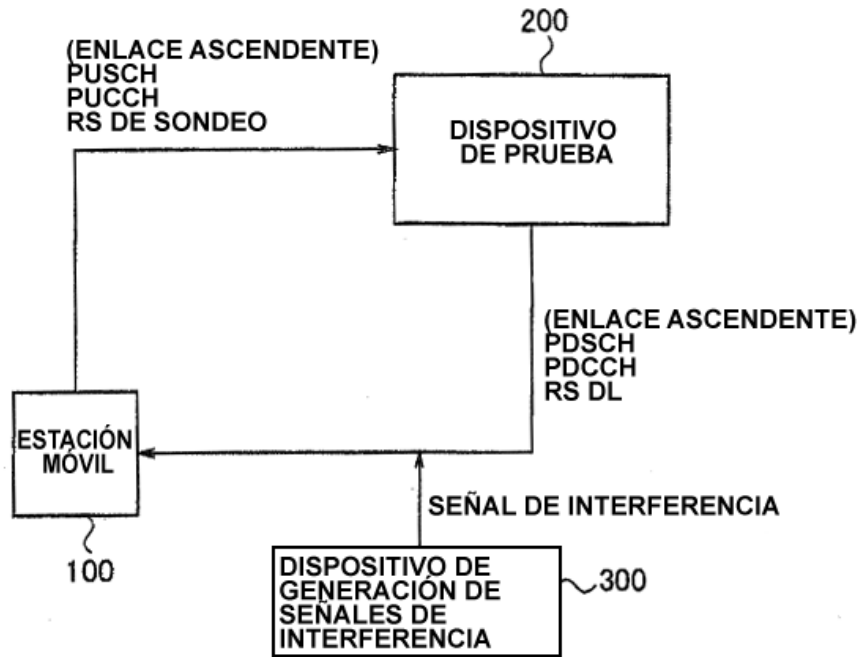 200
(ENLACE ASCENDENTE)
PUSCH
PUCCH
RS DE SONDEO
DISPOSITIVO
DE PRUEBA
(ENLACE ASCENDENTE)
PDSCH
PDCCH
RS DL
ESTACIÓN
MÓVIL
SEÑAL DE INTERFERENCIA
100
DISPOSITIVO DE
GENERACIÓN DE
SEÑALES DE
INTERFERENCIA
300